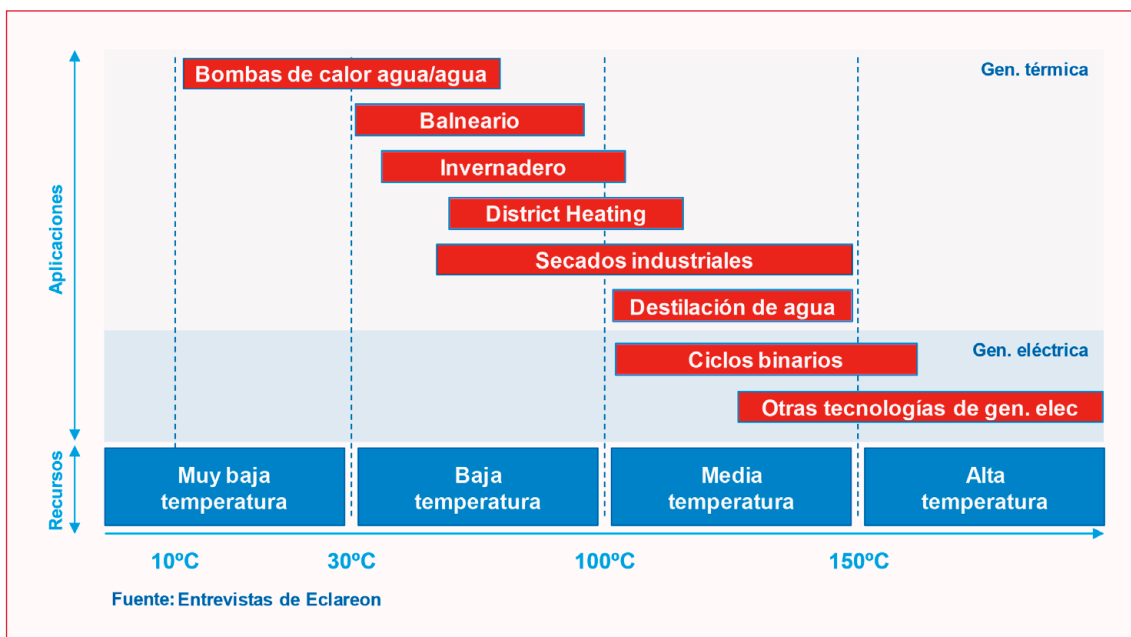 Gen. térmica
Bombas de calor agua/agua
Balneario
Invernadero
District Heating
Secados industriales
Destilación de agua
Aplicaciones
Gen. eléctrica
Ciclos binarios
Otras tecnologías de gen. elec
Recursos
Muy baja
temperatura
Baja
temperatura
Media
temperatura
Alta
temperatura
10ºC
30ºC
100ºC
150ºC
Fuente: Entrevistas de Eclareon